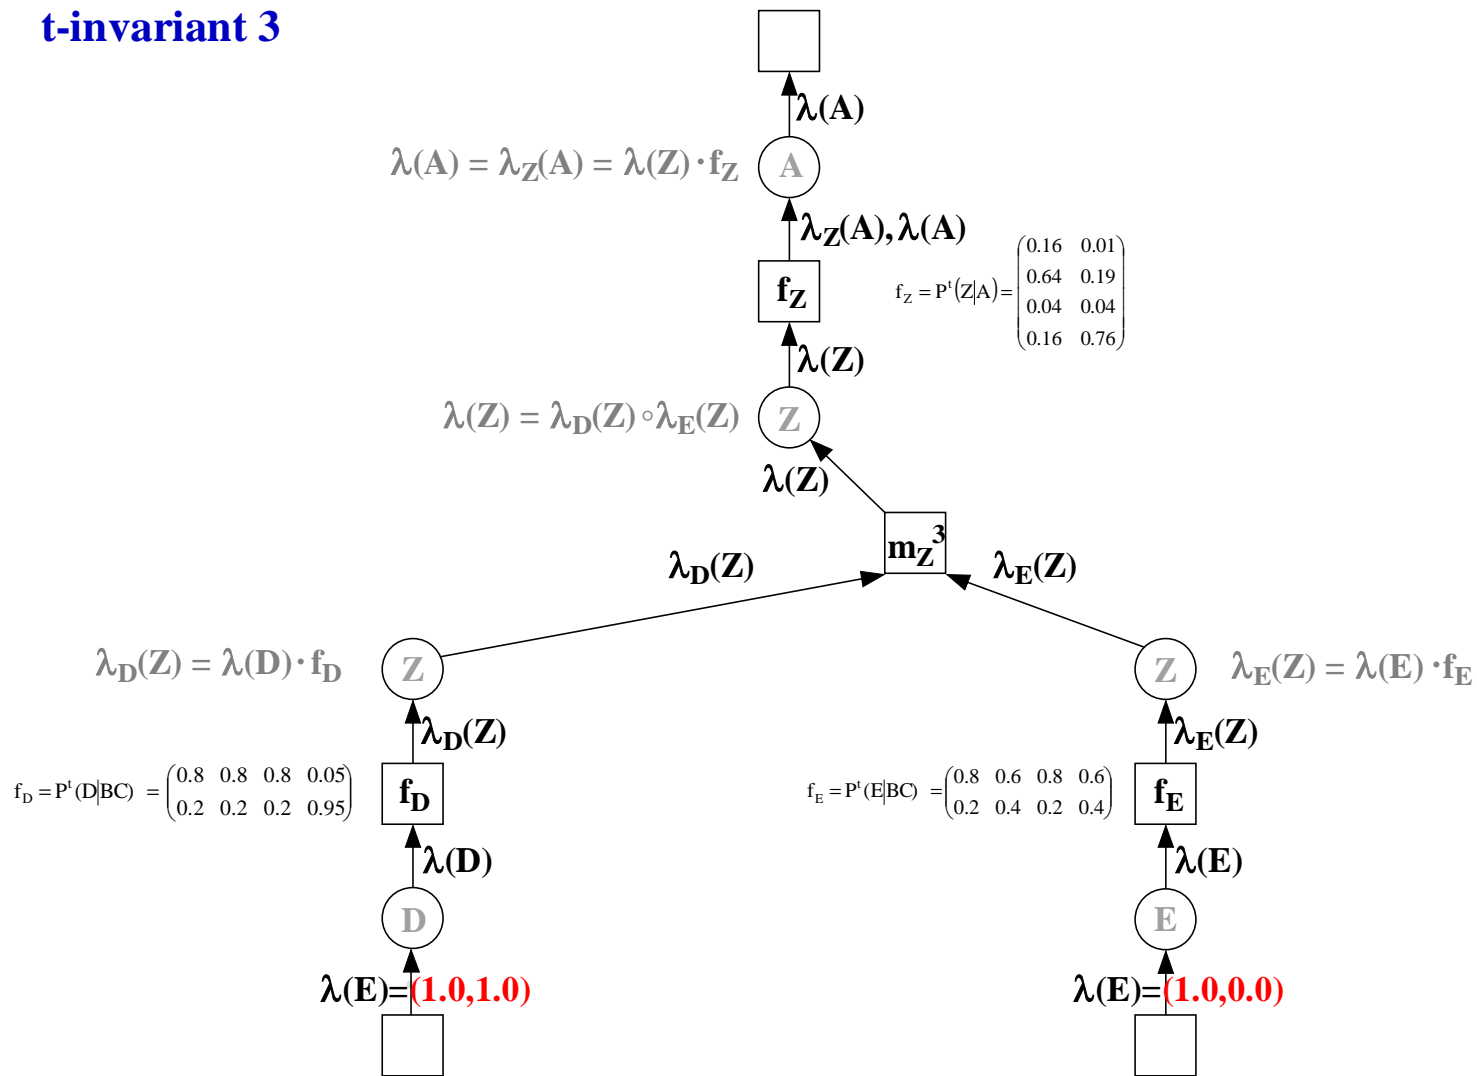 t-invariant 3
λ(A)
λ(A) = λZ(A) = λ(Z)·fZ
A
λZ(A), λ(A)
fZ
fZ = Pᵗ(Z|A) =
0.16 0.01
0.64 0.19
0.04 0.04
0.16 0.76
λ(Z)
λ(Z) = λD(Z)∘λE(Z)
Z
λ(Z)
mZ³
λD(Z)
λE(Z)
λD(Z) = λ(D)·fD
Z
Z
λE(Z) = λ(E)·fE
λD(Z)
λE(Z)
fD = Pᵗ(D|BC) =
0.8 0.8 0.8 0.05
0.2 0.2 0.2 0.95
fD
fE = Pᵗ(E|BC) =
0.8 0.6 0.8 0.6
0.2 0.4 0.2 0.4
fE
λ(D)
λ(E)
D
E
λ(E)=(1.0,1.0)
λ(E)=(1.0,0.0)